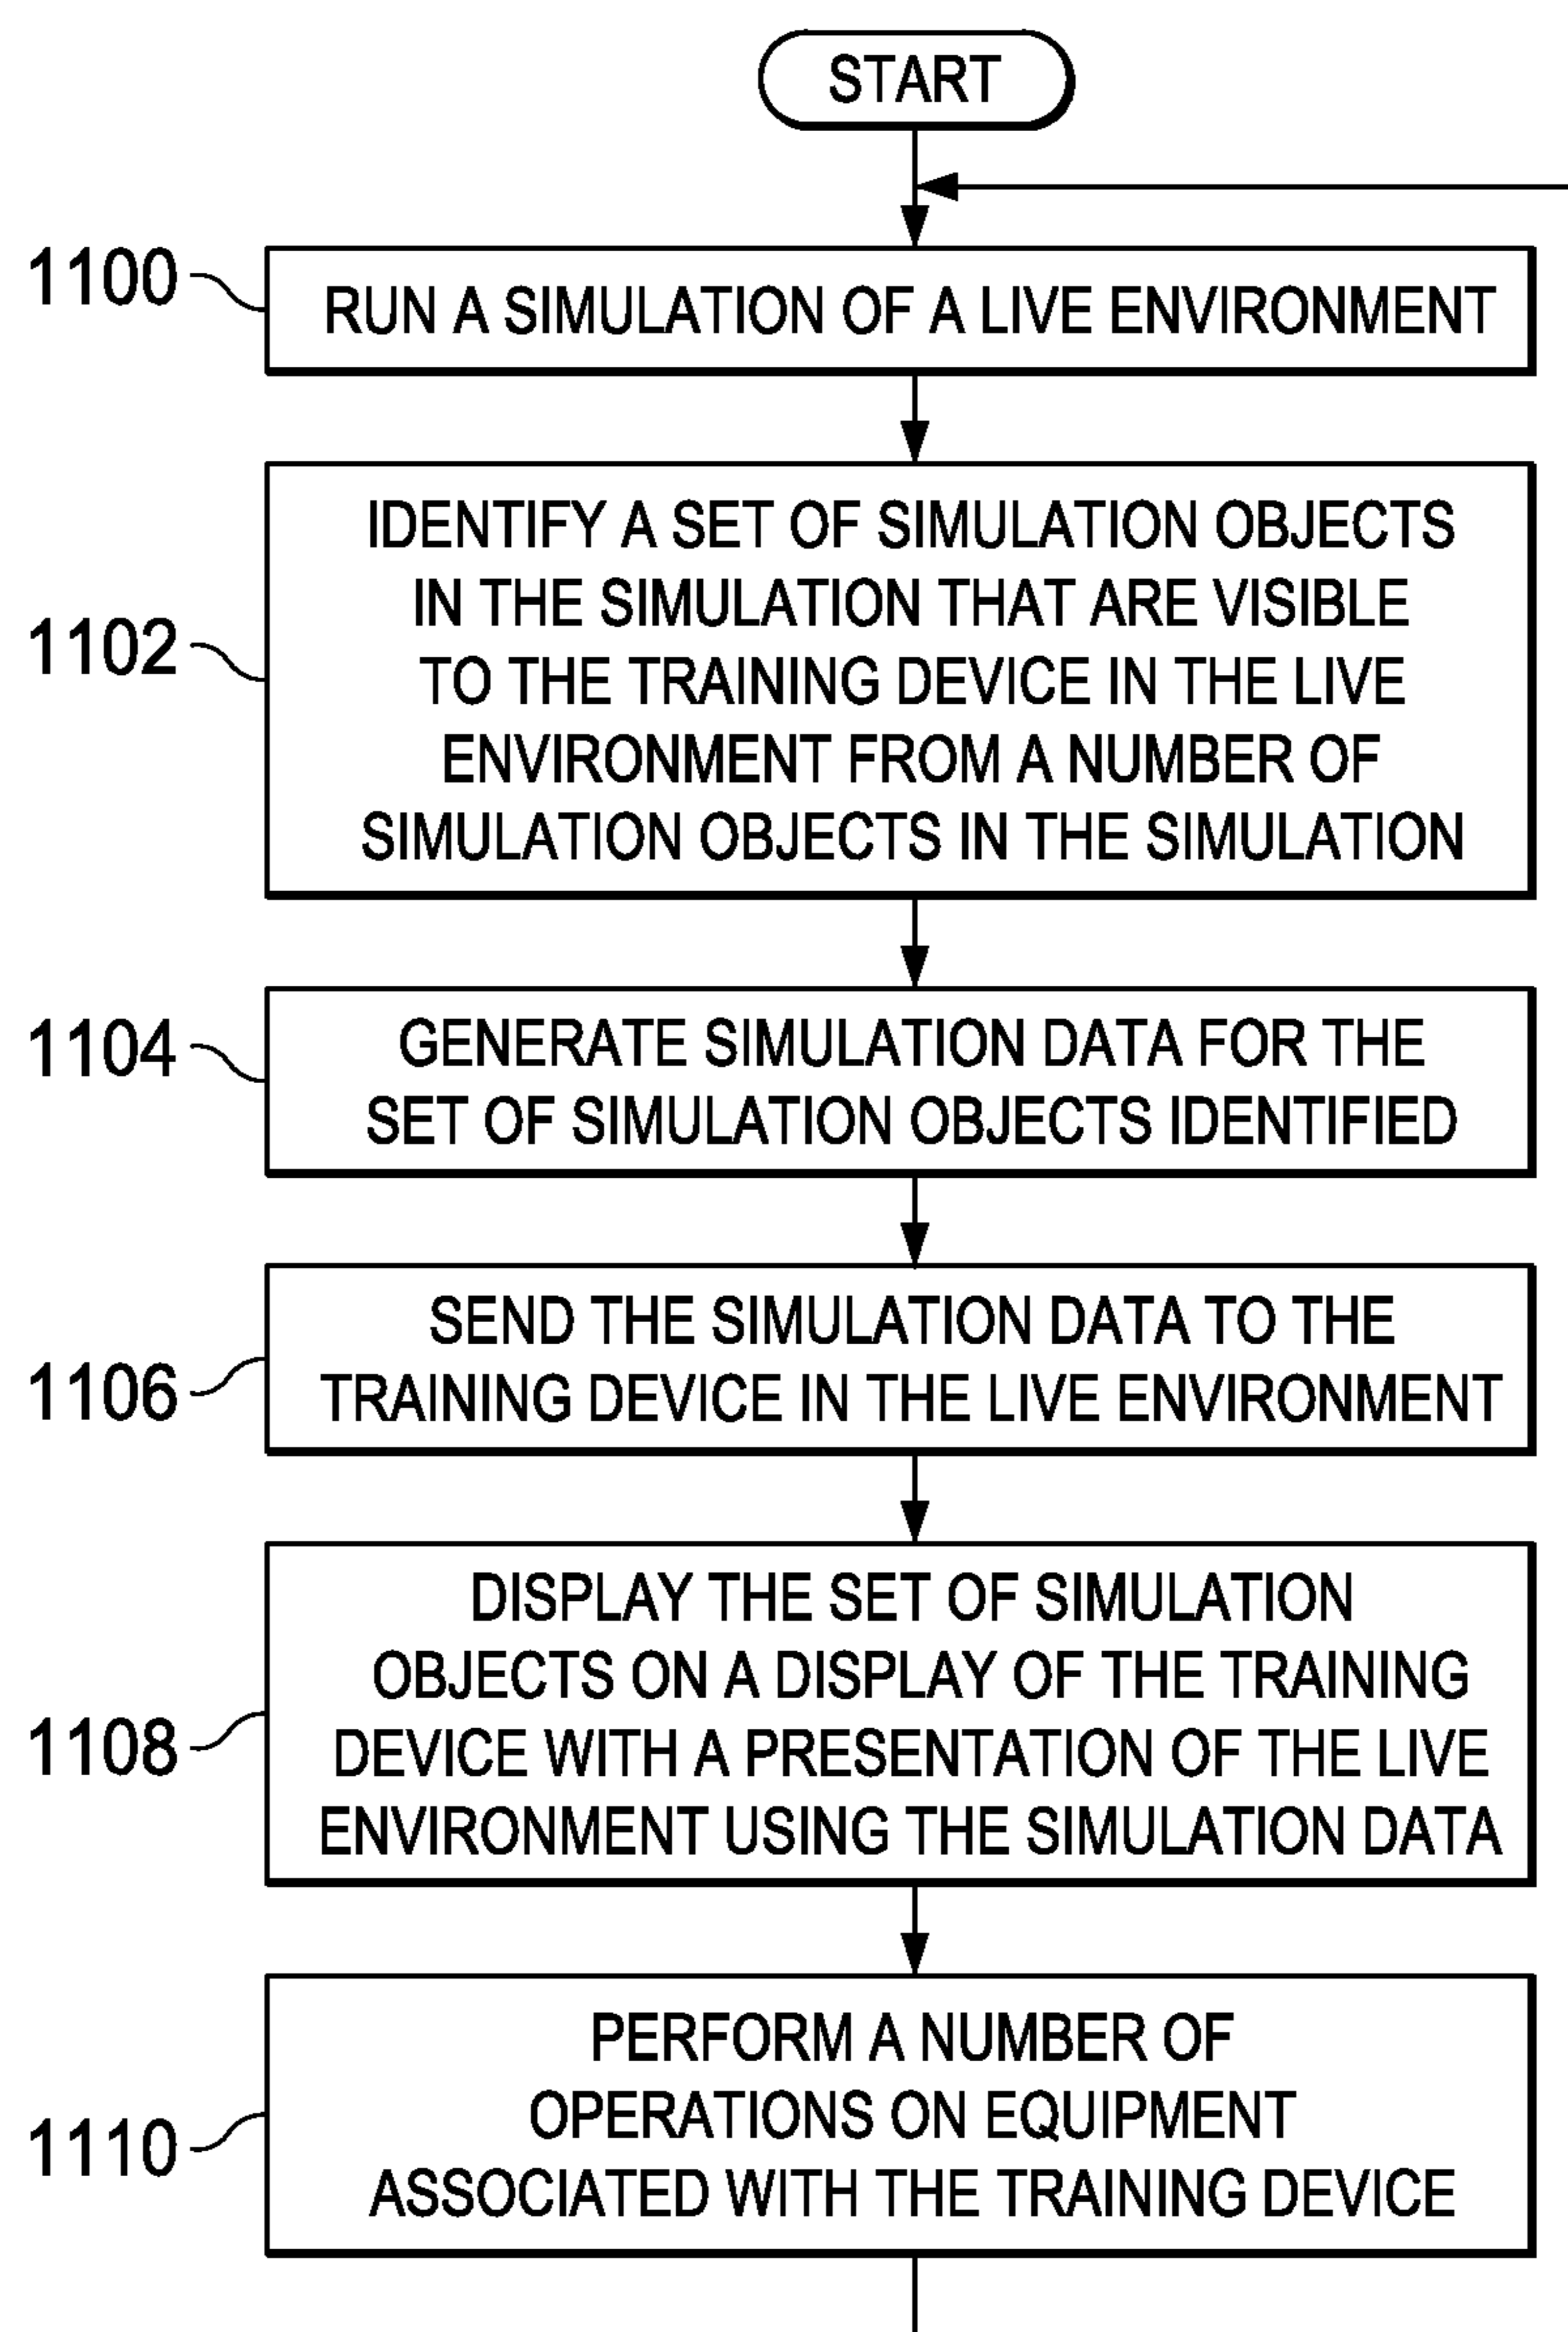 START
1100
RUN A SIMULATION OF A LIVE ENVIRONMENT
1102
IDENTIFY A SET OF SIMULATION OBJECTS
IN THE SIMULATION THAT ARE VISIBLE
TO THE TRAINING DEVICE IN THE LIVE
ENVIRONMENT FROM A NUMBER OF
SIMULATION OBJECTS IN THE SIMULATION
1104
GENERATE SIMULATION DATA FOR THE
SET OF SIMULATION OBJECTS IDENTIFIED
1106
SEND THE SIMULATION DATA TO THE
TRAINING DEVICE IN THE LIVE ENVIRONMENT
1108
DISPLAY THE SET OF SIMULATION
OBJECTS ON A DISPLAY OF THE TRAINING
DEVICE WITH A PRESENTATION OF THE LIVE
ENVIRONMENT USING THE SIMULATION DATA
1110
PERFORM A NUMBER OF
OPERATIONS ON EQUIPMENT
ASSOCIATED WITH THE TRAINING DEVICE